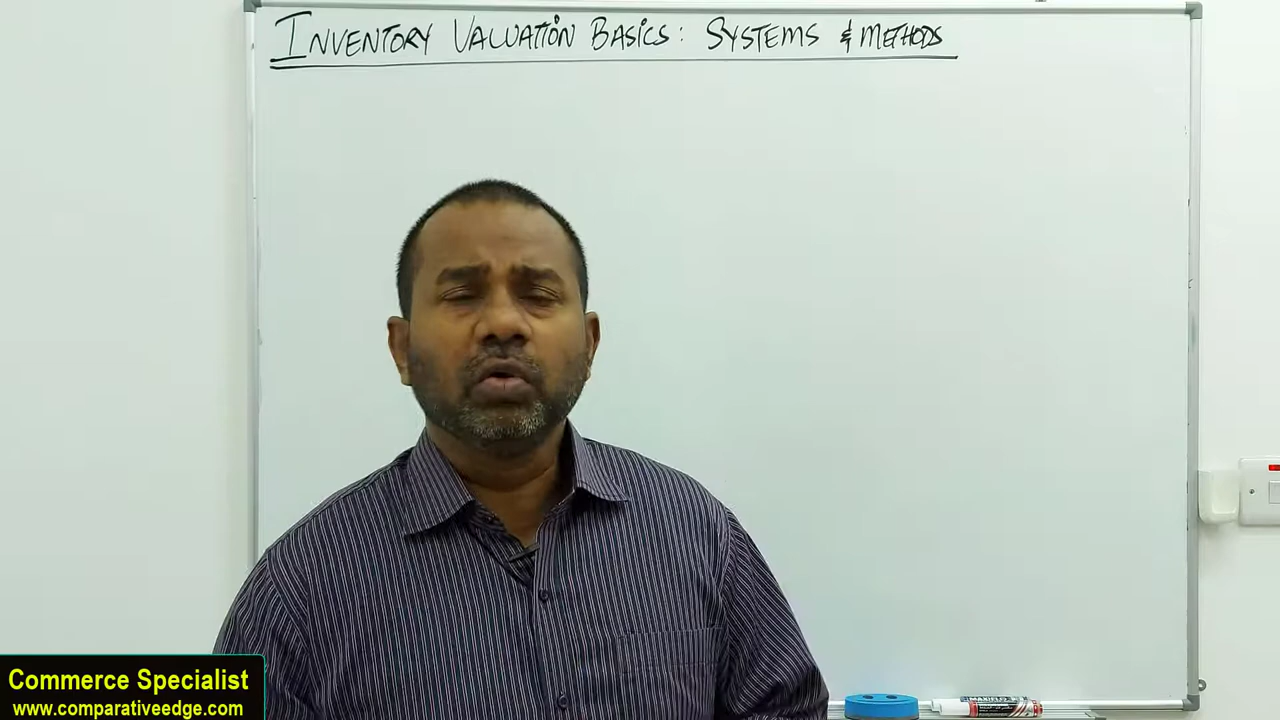 INVENTORY VALUATION BASICS: SYSTEMS & METHODS
Commerce Specialist
www.comparativeedge.com